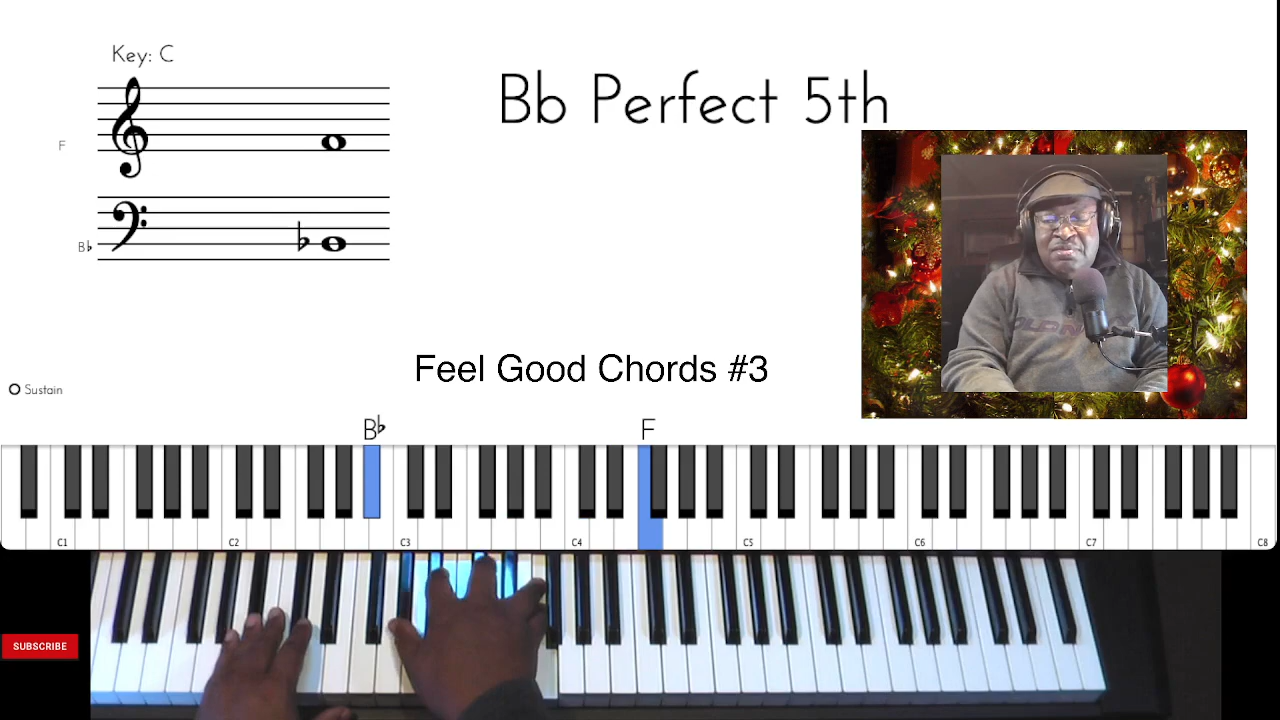 Key: C
Bb Perfect 5th
F
B♭
Feel Good Chords #3
Sustain
B♭ F
C1 C2 C3 C4 C5 C6 C7 C8
SUBSCRIBE